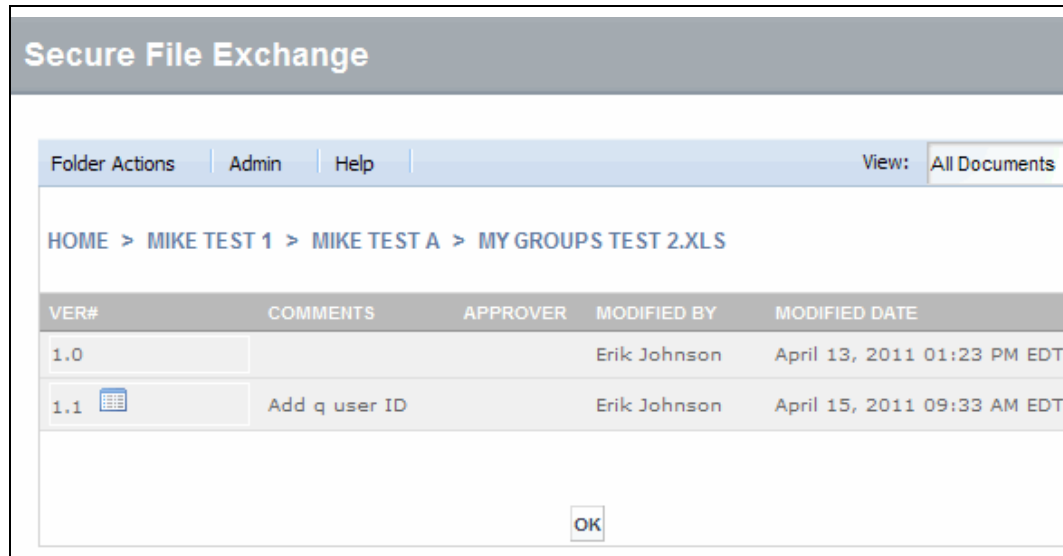 Secure File Exchange
Folder Actions Admin Help View: All Documents
HOME > MIKE TEST 1 > MIKE TEST A > MY GROUPS TEST 2.XLS
VER# COMMENTS APPROVER MODIFIED BY MODIFIED DATE
1.0 Erik Johnson April 13, 2011 01:23 PM EDT
1.1 Add q user ID Erik Johnson April 15, 2011 09:33 AM EDT
OK